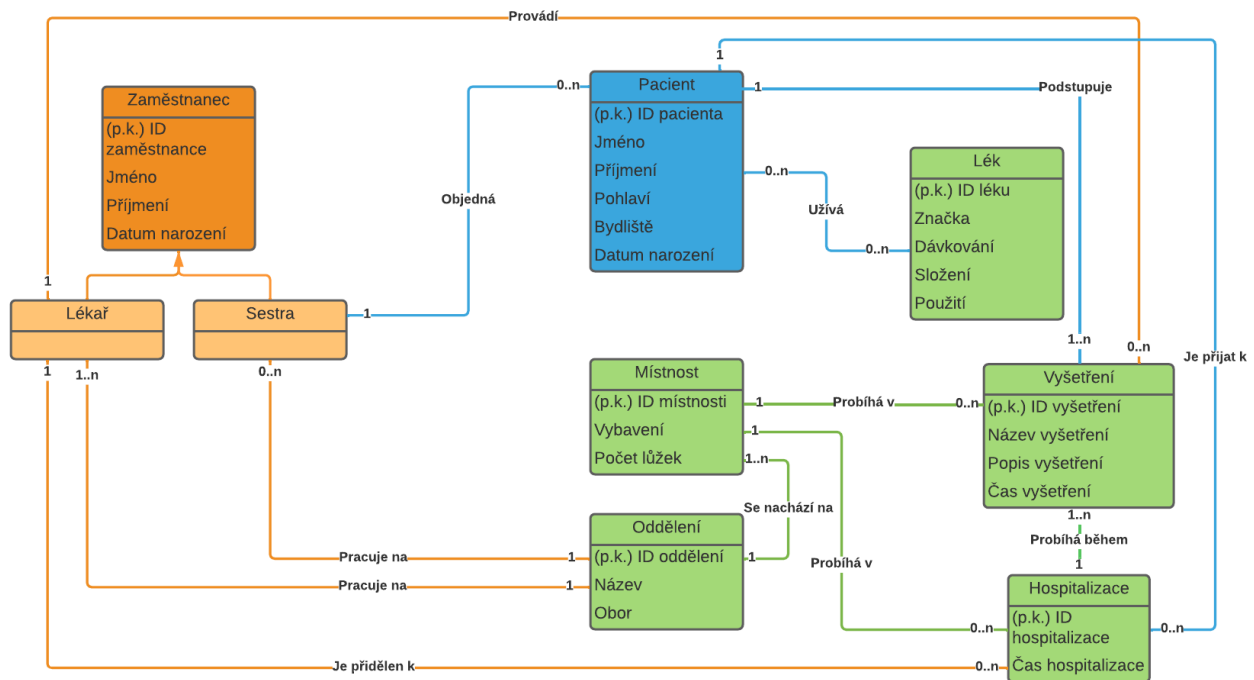 Provádí
1
Zaměstnanec
(p.k.) ID
zaměstnance
Jméno
Příjmení
Datum narození
1
Lékař
1
1..n
Sestra
1
0..n
Objedná
0..n
Pacient
(p.k.) ID pacienta
Jméno
Příjmení
Pohlaví
Bydliště
Datum narození
1
Podstupuje
1..n
0..n
Užívá
0..n
Lék
(p.k.) ID léku
Značka
Dávkování
Složení
Použití
0..n
Je přijat k
Místnost
(p.k.) ID místnosti
Vybavení
Počet lůžek
1
Probíhá v
0..n
1
1..n
Se nachází na
1
Probíhá v
0..n
Vyšetření
(p.k.) ID vyšetření
Název vyšetření
Popis vyšetření
Čas vyšetření
1..n
Probíhá během
1
Oddělení
(p.k.) ID oddělení
Název
Obor
Pracuje na
1
Pracuje na
1
Hospitalizace
(p.k.) ID
hospitalizace
Čas hospitalizace
0..n
Je přidělen k
0..n